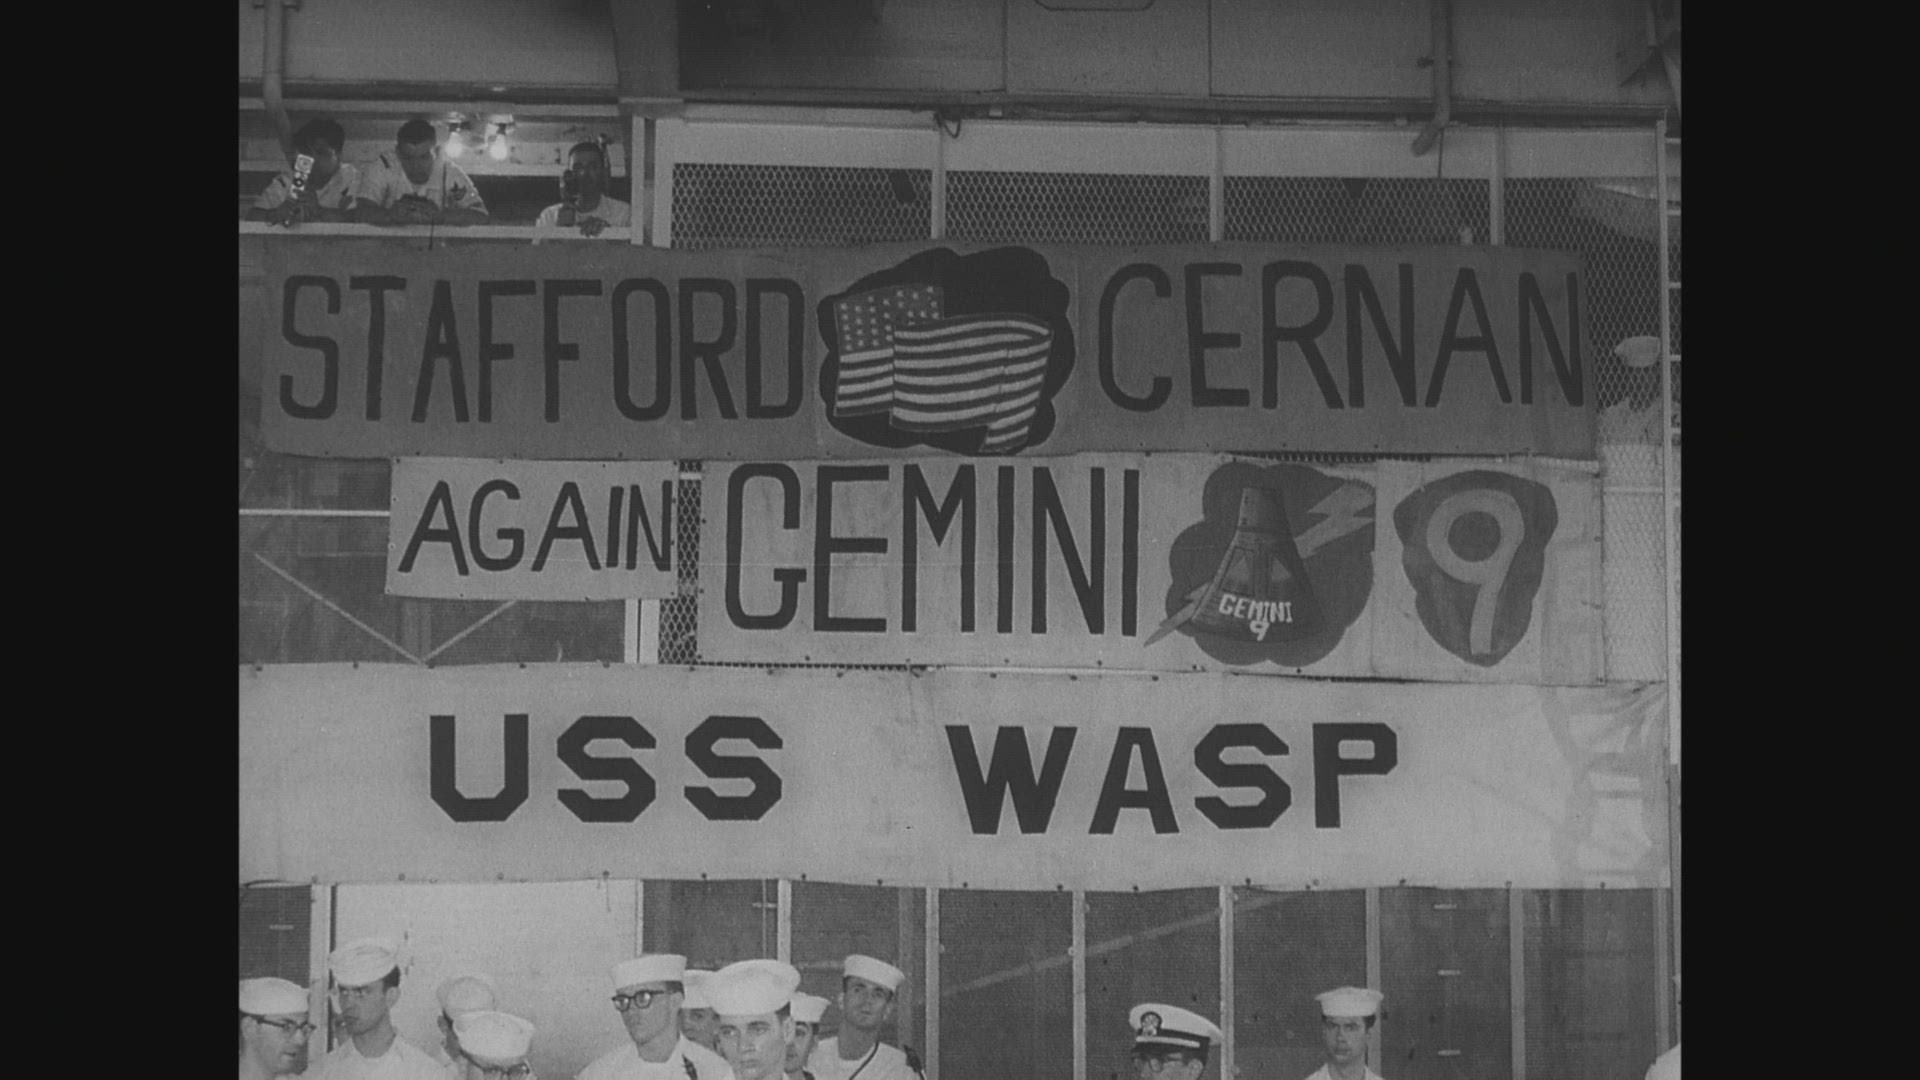 STAFFORD CERNAN
AGAIN GEMINI 9
GEMINI
9
USS WASP